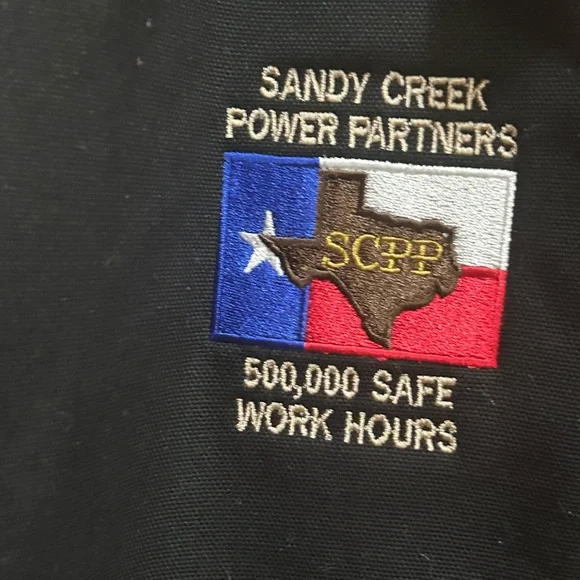 SANDY CREEK
POWER PARTNERS
SCPP
500,000 SAFE
WORK HOURS